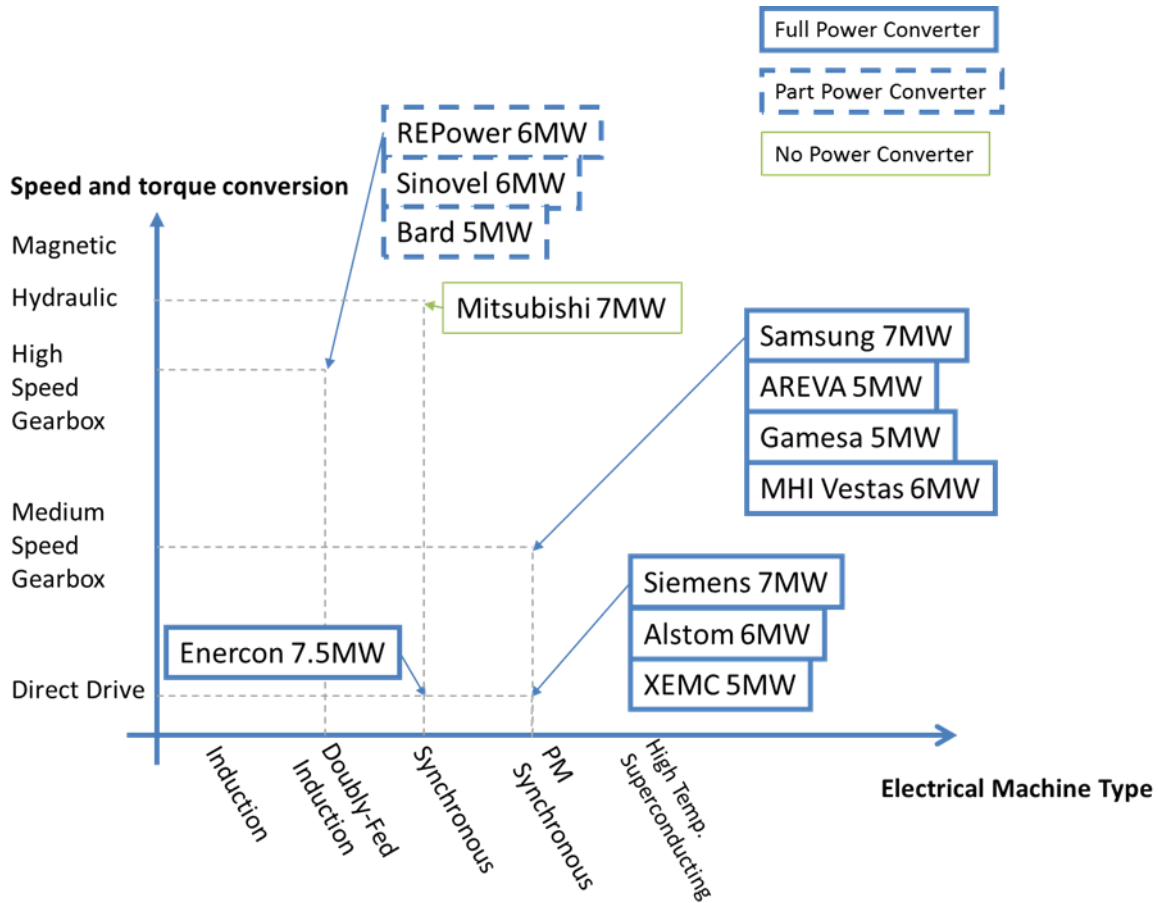 Full Power Converter
Part Power Converter
No Power Converter
REPower 6MW
Sinovel 6MW
Bard 5MW
Speed and torque conversion
Magnetic
Hydraulic
High
Speed
Gearbox
Medium
Speed
Gearbox
Direct Drive
Mitsubishi 7MW
Samsung 7MW
AREVA 5MW
Gamesa 5MW
MHI Vestas 6MW
Siemens 7MW
Alstom 6MW
XEMC 5MW
Enercon 7.5MW
Induction
Doubly-Fed
Induction
Synchronous
PM
Synchronous
High Temp.
Superconducting
Electrical Machine Type